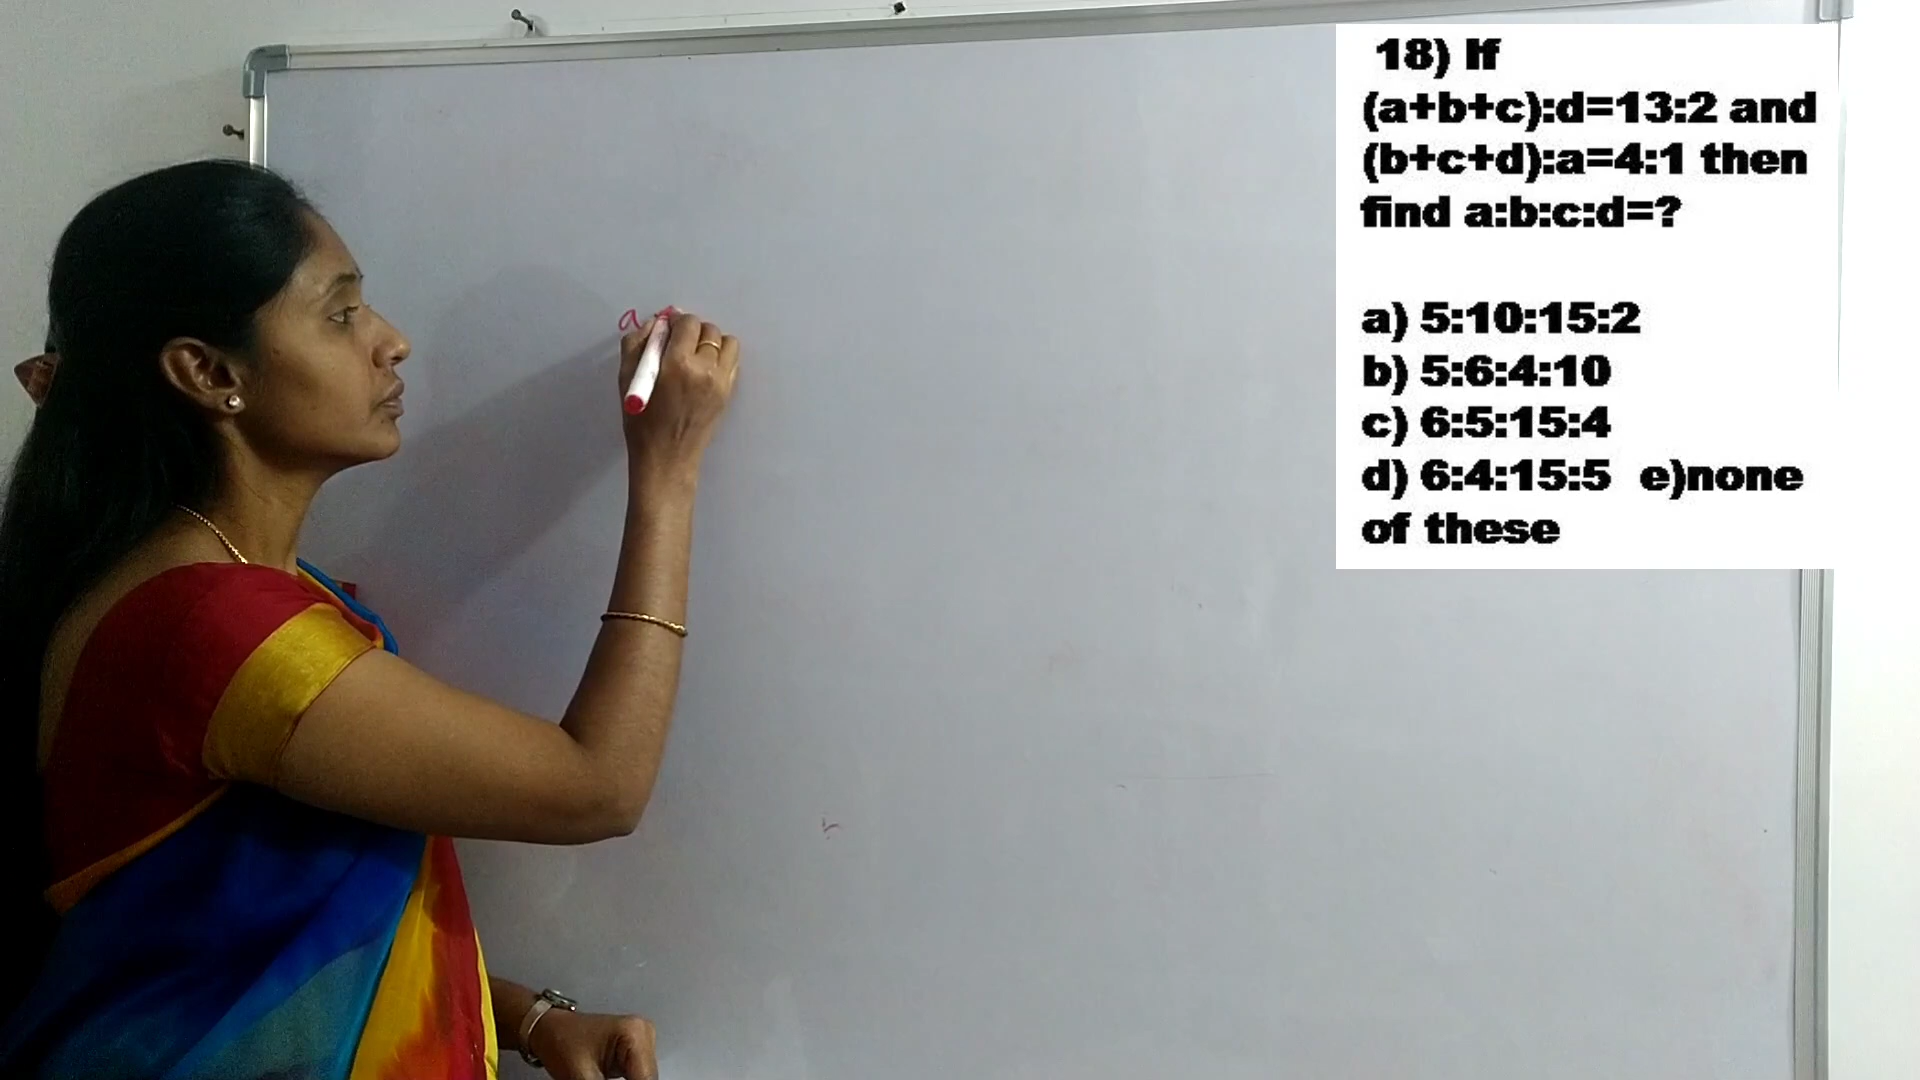 18) If
(a+b+c):d=13:2 and
(b+c+d):a=4:1 then
find a:b:c:d=?
a) 5:10:15:2
b) 5:6:4:10
c) 6:5:15:4
d) 6:4:15:5 e)none
of these
a